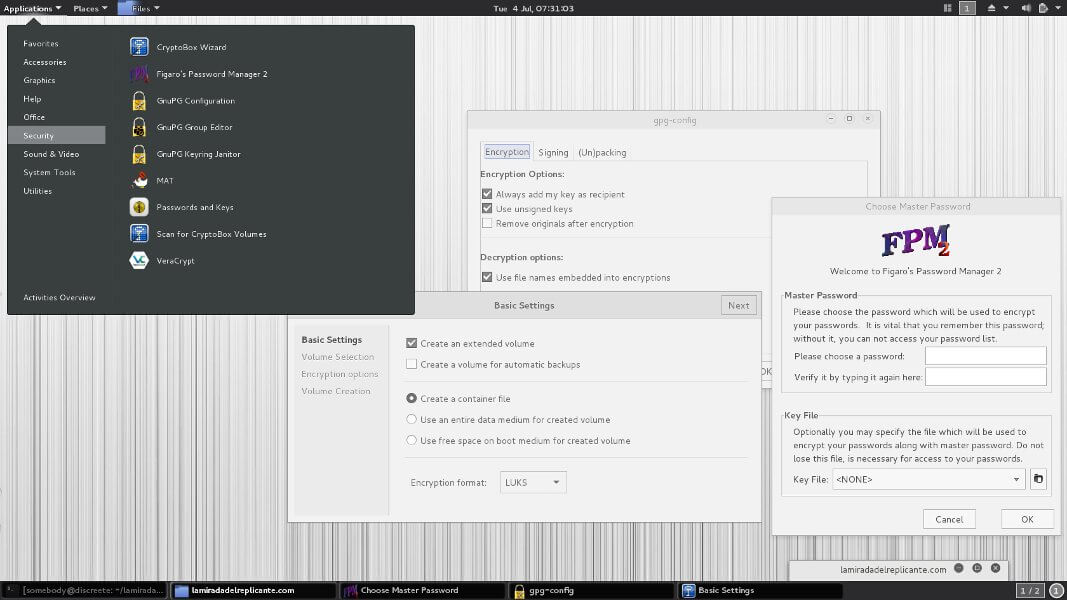 Applications Places Files Tue 4 Jul, 07:31:03 1
Favorites
Accessories
Graphics
Help
Office
Security
Sound & Video
System Tools
Utilities
Activities Overview
CryptoBox Wizard
Figaro's Password Manager 2
GnuPG Configuration
GnuPG Group Editor
GnuPG Keyring Janitor
MAT
Passwords and Keys
Scan for CryptoBox Volumes
VeraCrypt
gpg-config
Encryption Signing (Un)packing
Encryption Options:
Always add my key as recipient
Use unsigned keys
Remove originals after encryption
Decryption options:
Use file names embedded into encryptions
OK
Basic Settings Next
Basic Settings
Volume Selection
Encryption options
Volume Creation
Create an extended volume
Create a volume for automatic backups
Create a container file
Use an entire data medium for created volume
Use free space on boot medium for created volume
Encryption format: LUKS
Choose Master Password
FPM2
Welcome to Figaro's Password Manager 2
Master Password
Please choose the password which will be used to encrypt
your passwords. It is vital that you remember this password;
without it, you can not access your password list.
Please choose a password:
Verify it by typing it again here:
Key File
Optionally you may specify the file which will be used to
encrypt your passwords along with master password. Do not
lose this file, is necessary for access to your passwords.
Key File: <NONE>
Cancel OK
lamiradadelreplicante.com
[somebody@discreete: ~/lamirada... lamiradadelreplicante.com Choose Master Password gpg-config Basic Settings 1 / 2 1